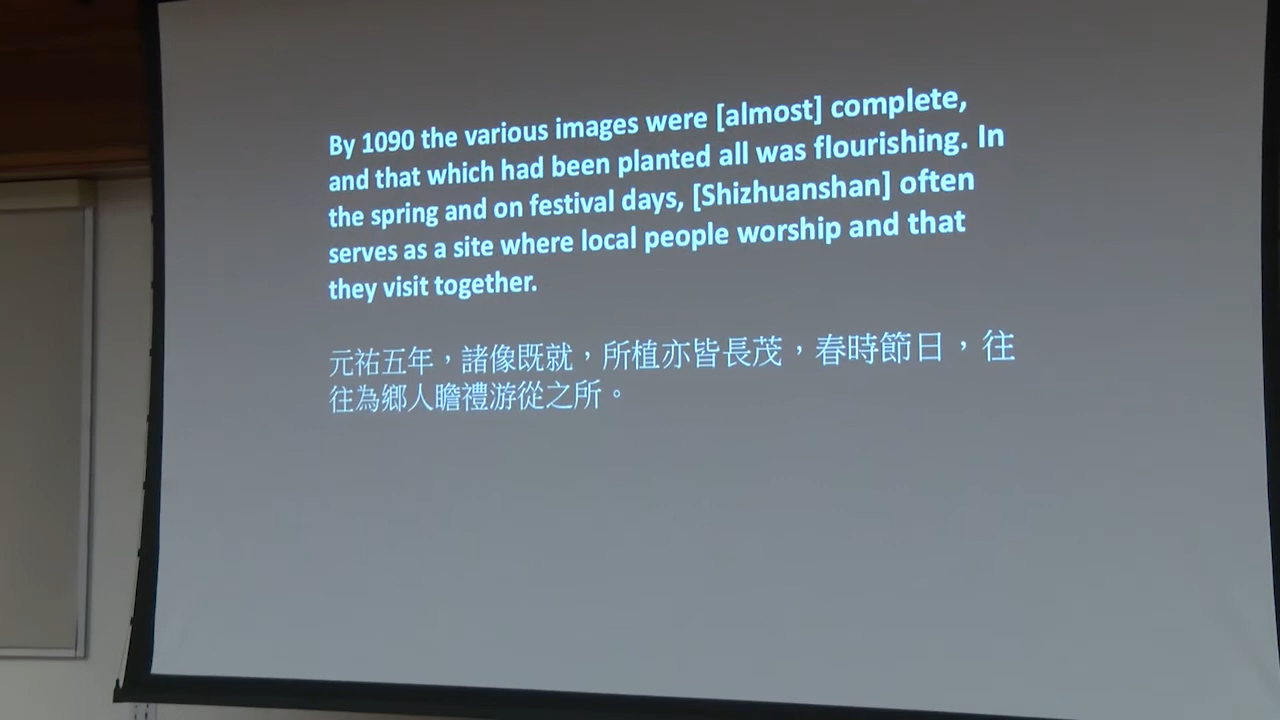 By 1090 the various images were [almost] complete,
and that which had been planted all was flourishing. In
the spring and on festival days, [Shizhuanshan] often
serves as a site where local people worship and that
they visit together.
元祐五年，諸像既就，所植亦皆長茂，春時節日，往
往為鄉人瞻禮游從之所。